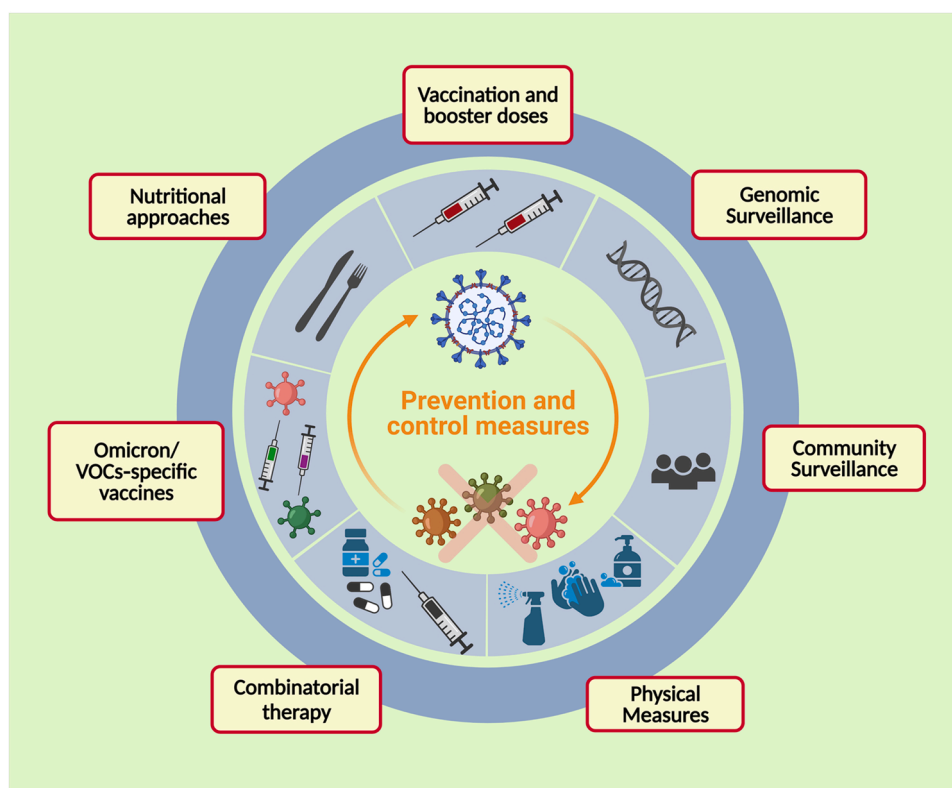 Vaccination and
booster doses
Nutritional
approaches
Genomic
Surveillance
Prevention and
control measures
Omicron/
VOCs-specific
vaccines
Community
Surveillance
Combinatorial
therapy
Physical
Measures